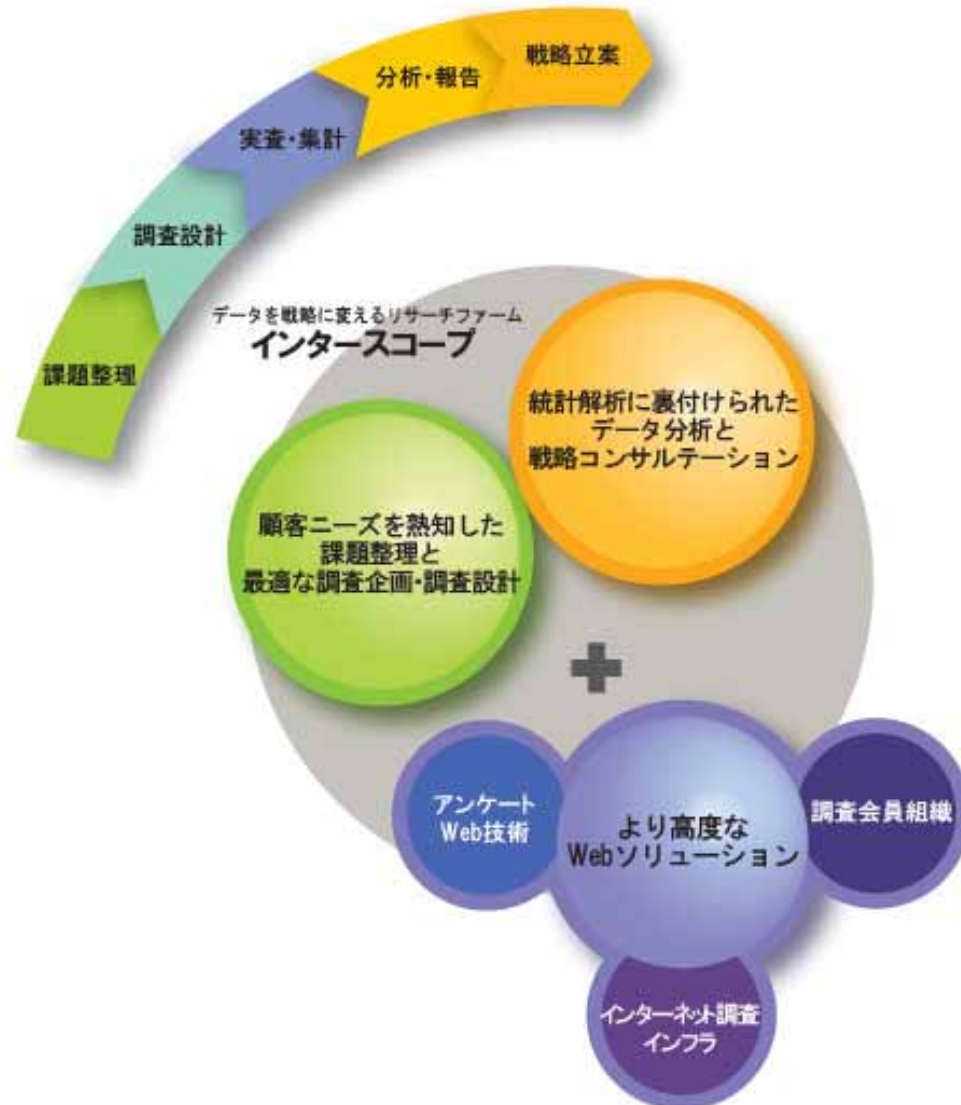 戦略立案
分析・報告
実査・集計
調査設計
課題整理
データを戦略に変えるリサーチファーム
インタースコープ
統計解析に裏付けられた
データ分析と
戦略コンサルテーション
顧客ニーズを熟知した
課題整理と
最適な調査企画・調査設計
アンケート
Web技術
より高度な
Webソリューション
調査会員組織
インターネット調査
インフラ